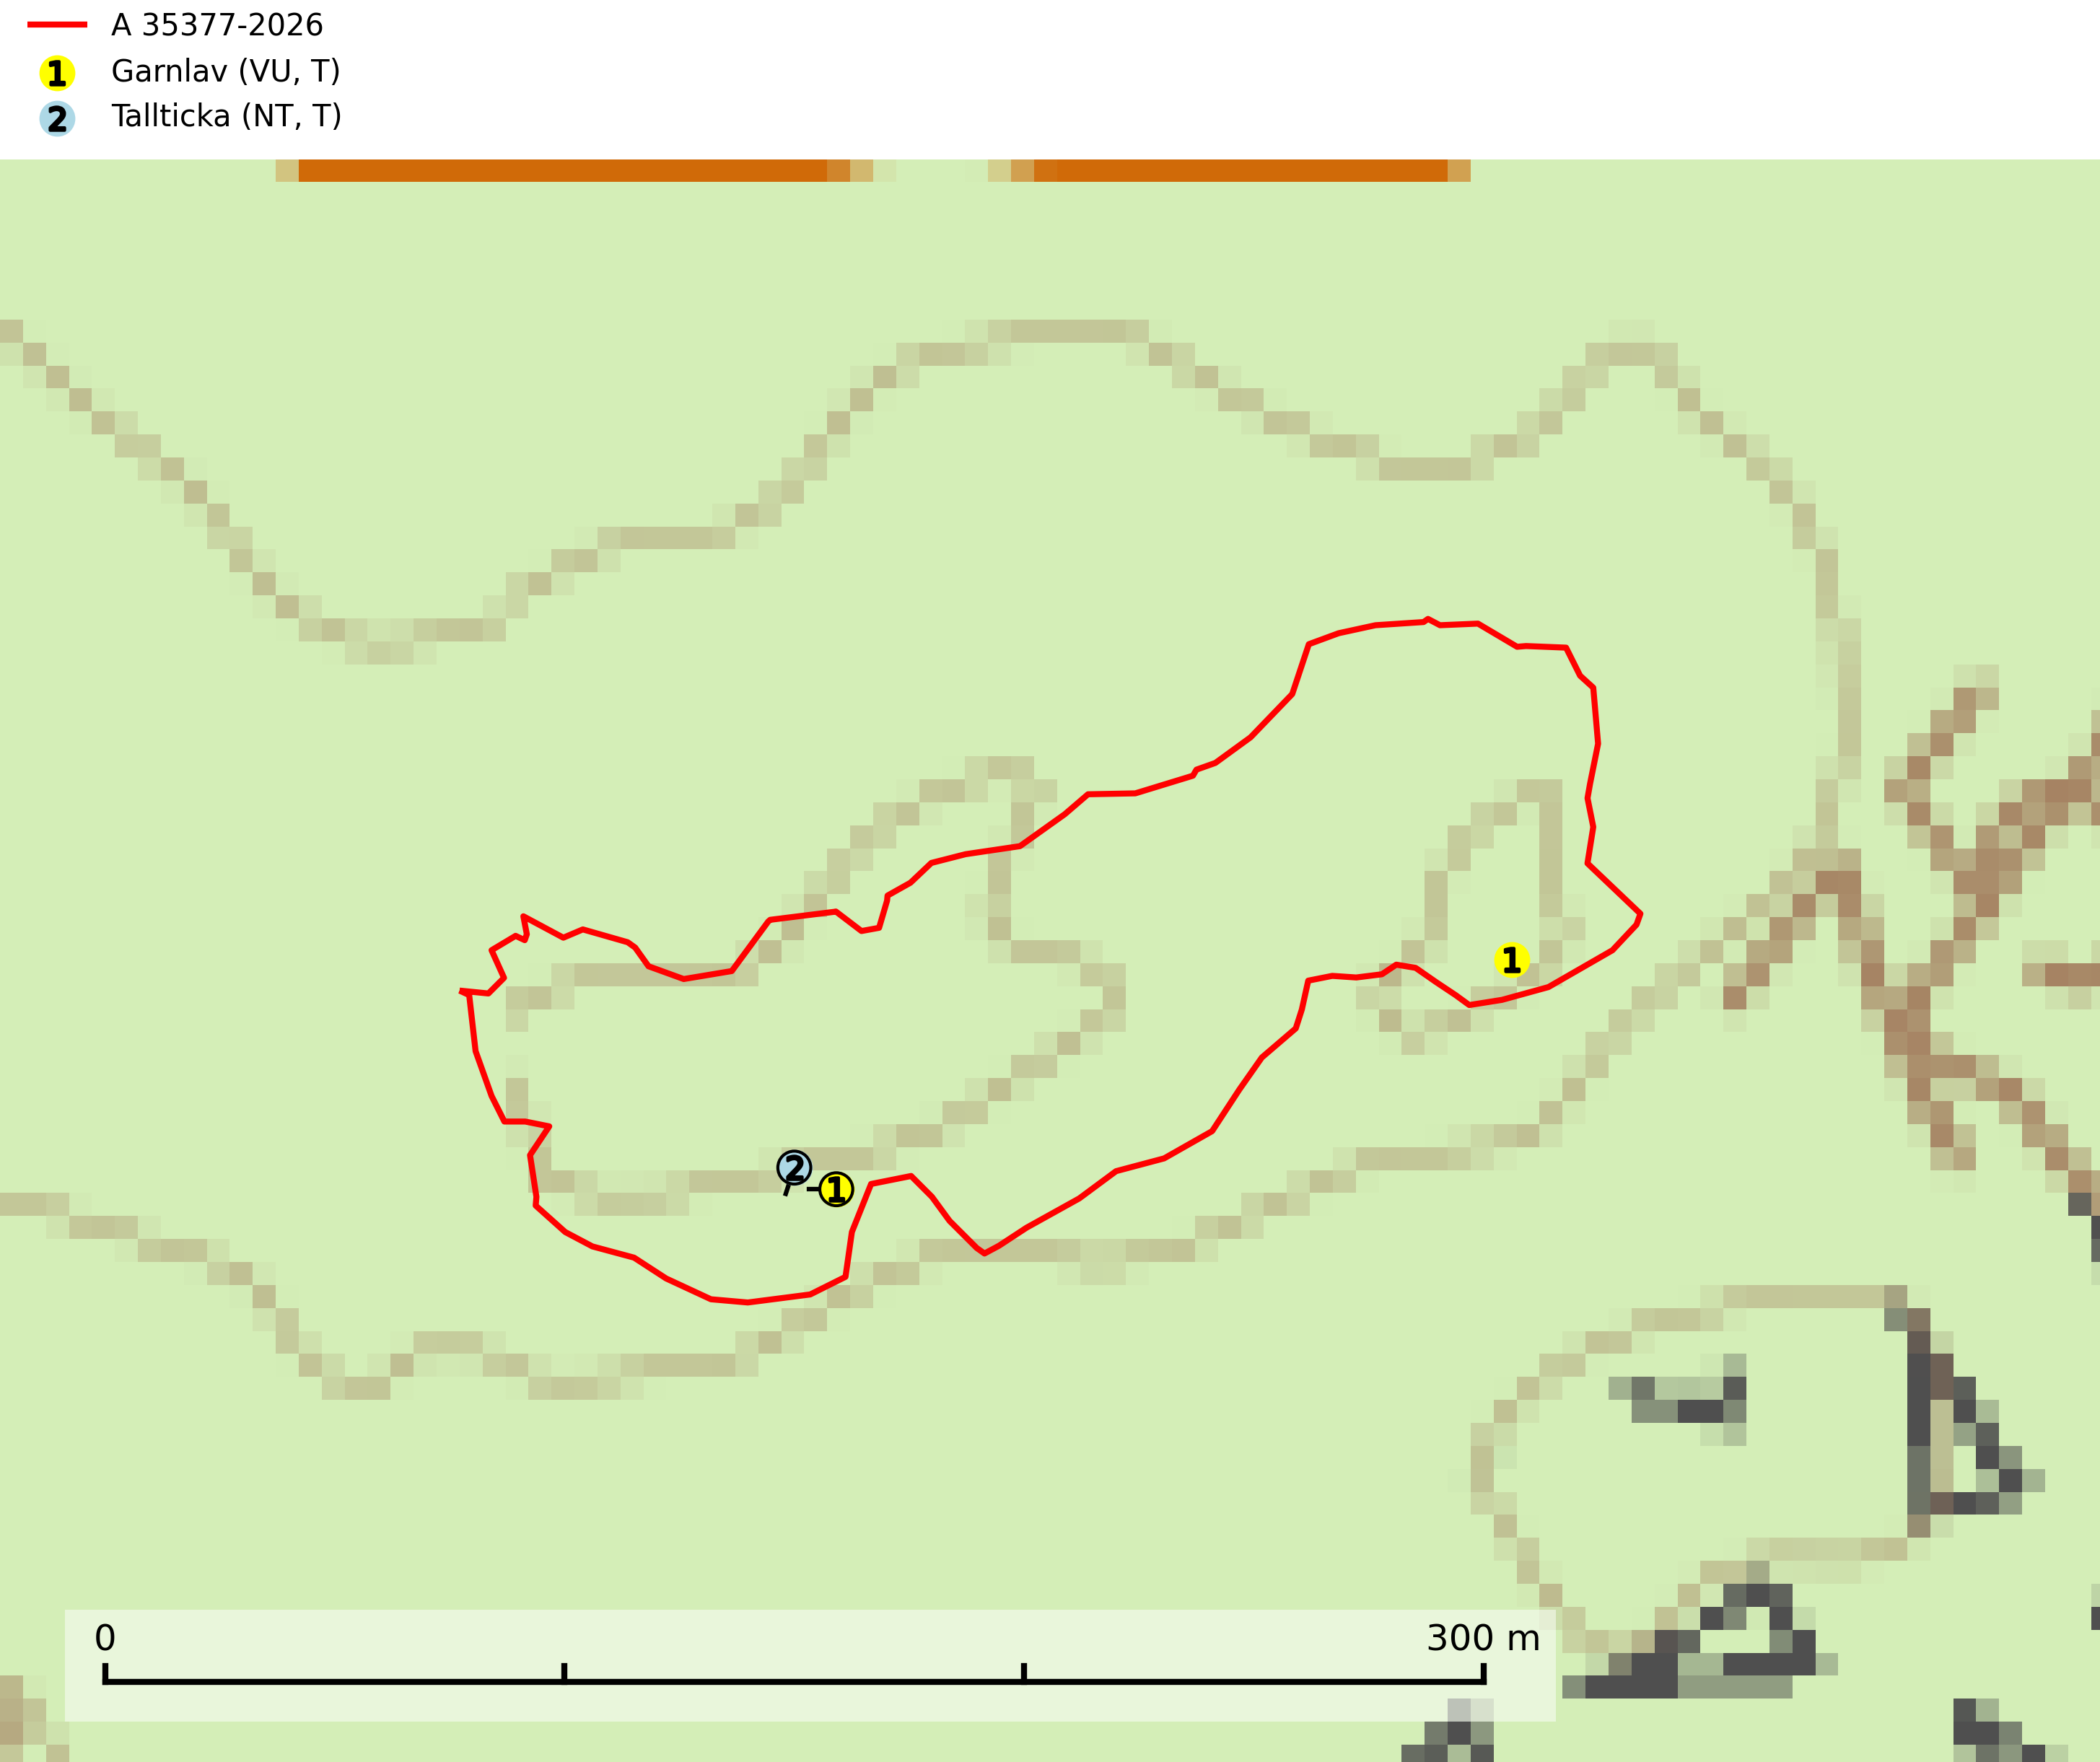 A 35377-2026
1 Garnlav (VU, T)
2 Tallticka (NT, T)
1
2
1
0 300 m